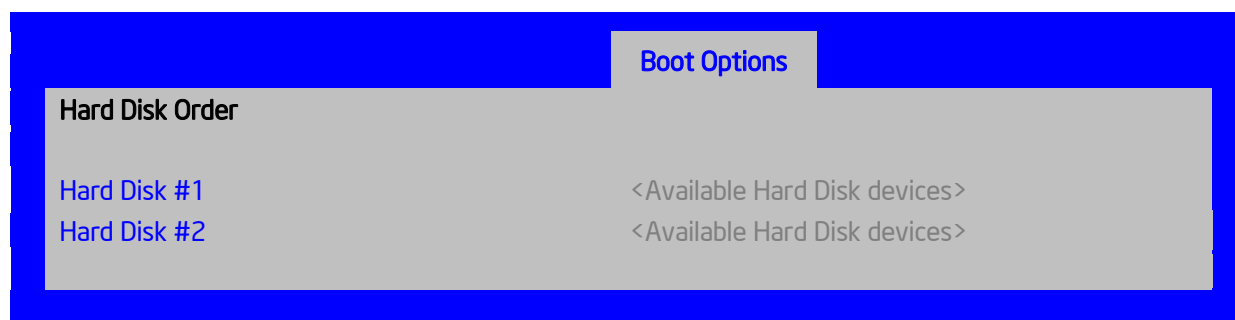 Boot Options
Hard Disk Order
Hard Disk #1 <Available Hard Disk devices>
Hard Disk #2 <Available Hard Disk devices>